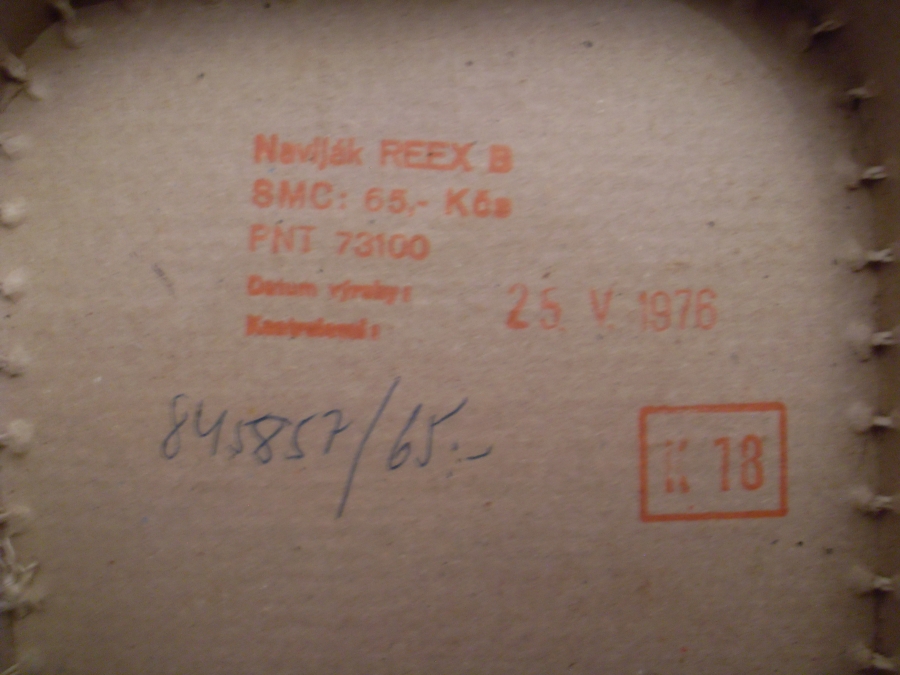 Naviják REEX B
SMC: 65,- Kčs
PNT 73100
Datum výroby: 25. V. 1976
Kontroloval:
845857/65.-
K 18